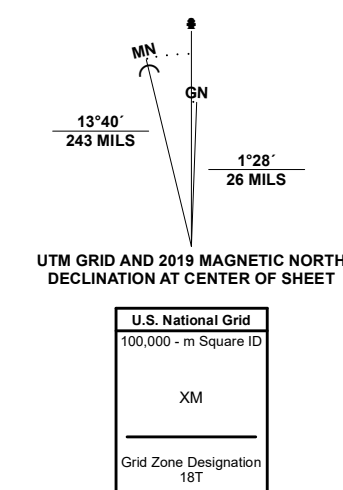 MN
GN
13°40´
243 MILS
1°28´
26 MILS
UTM GRID AND 2019 MAGNETIC NORTH
DECLINATION AT CENTER OF SHEET
U.S. National Grid
100,000 - m Square ID
XM
Grid Zone Designation
18T